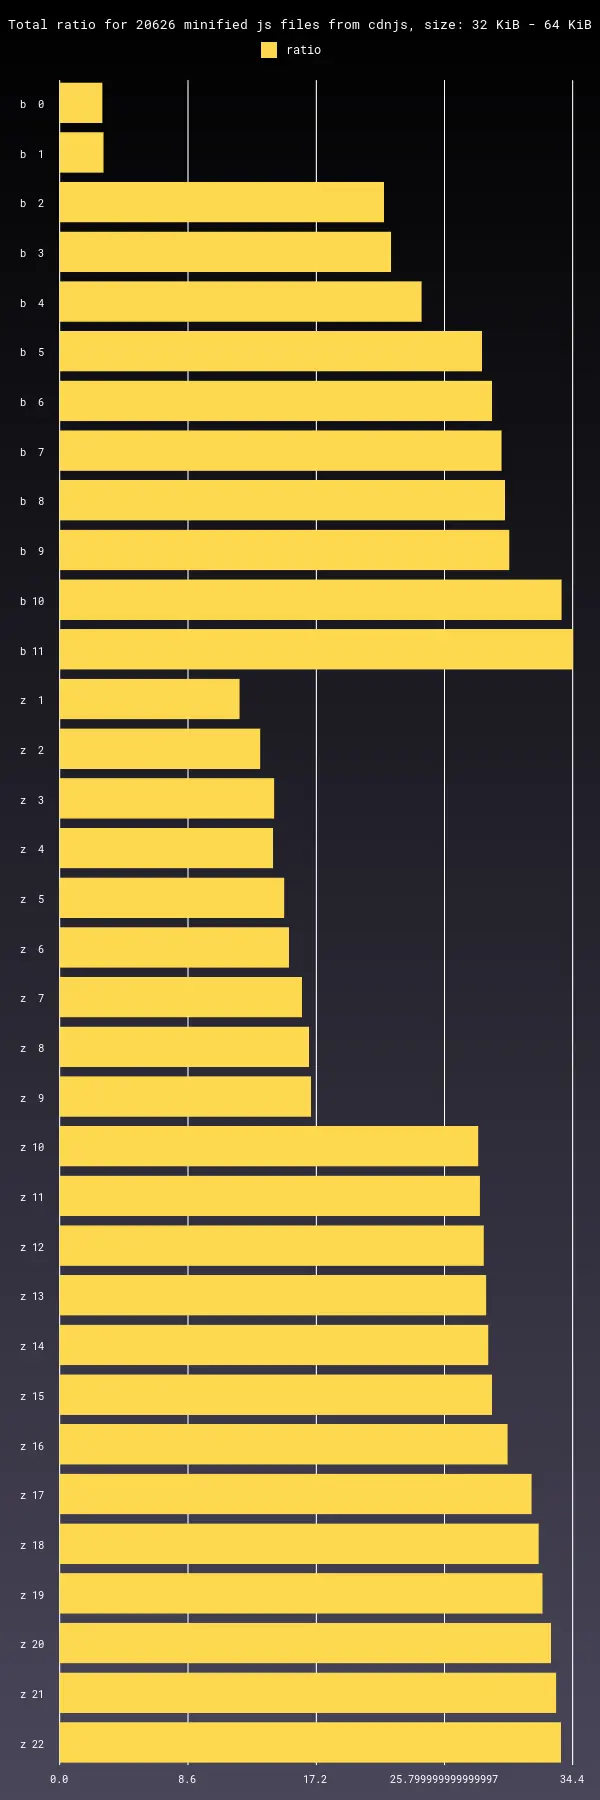 Total ratio for 20626 minified js files from cdnjs, size: 32 KiB - 64 KiB
ratio
b 0
b 1
b 2
b 3
b 4
b 5
b 6
b 7
b 8
b 9
b 10
b 11
z 1
z 2
z 3
z 4
z 5
z 6
z 7
z 8
z 9
z 10
z 11
z 12
z 13
z 14
z 15
z 16
z 17
z 18
z 19
z 20
z 21
z 22
0.0 8.6 17.2 25.799999999999997 34.4